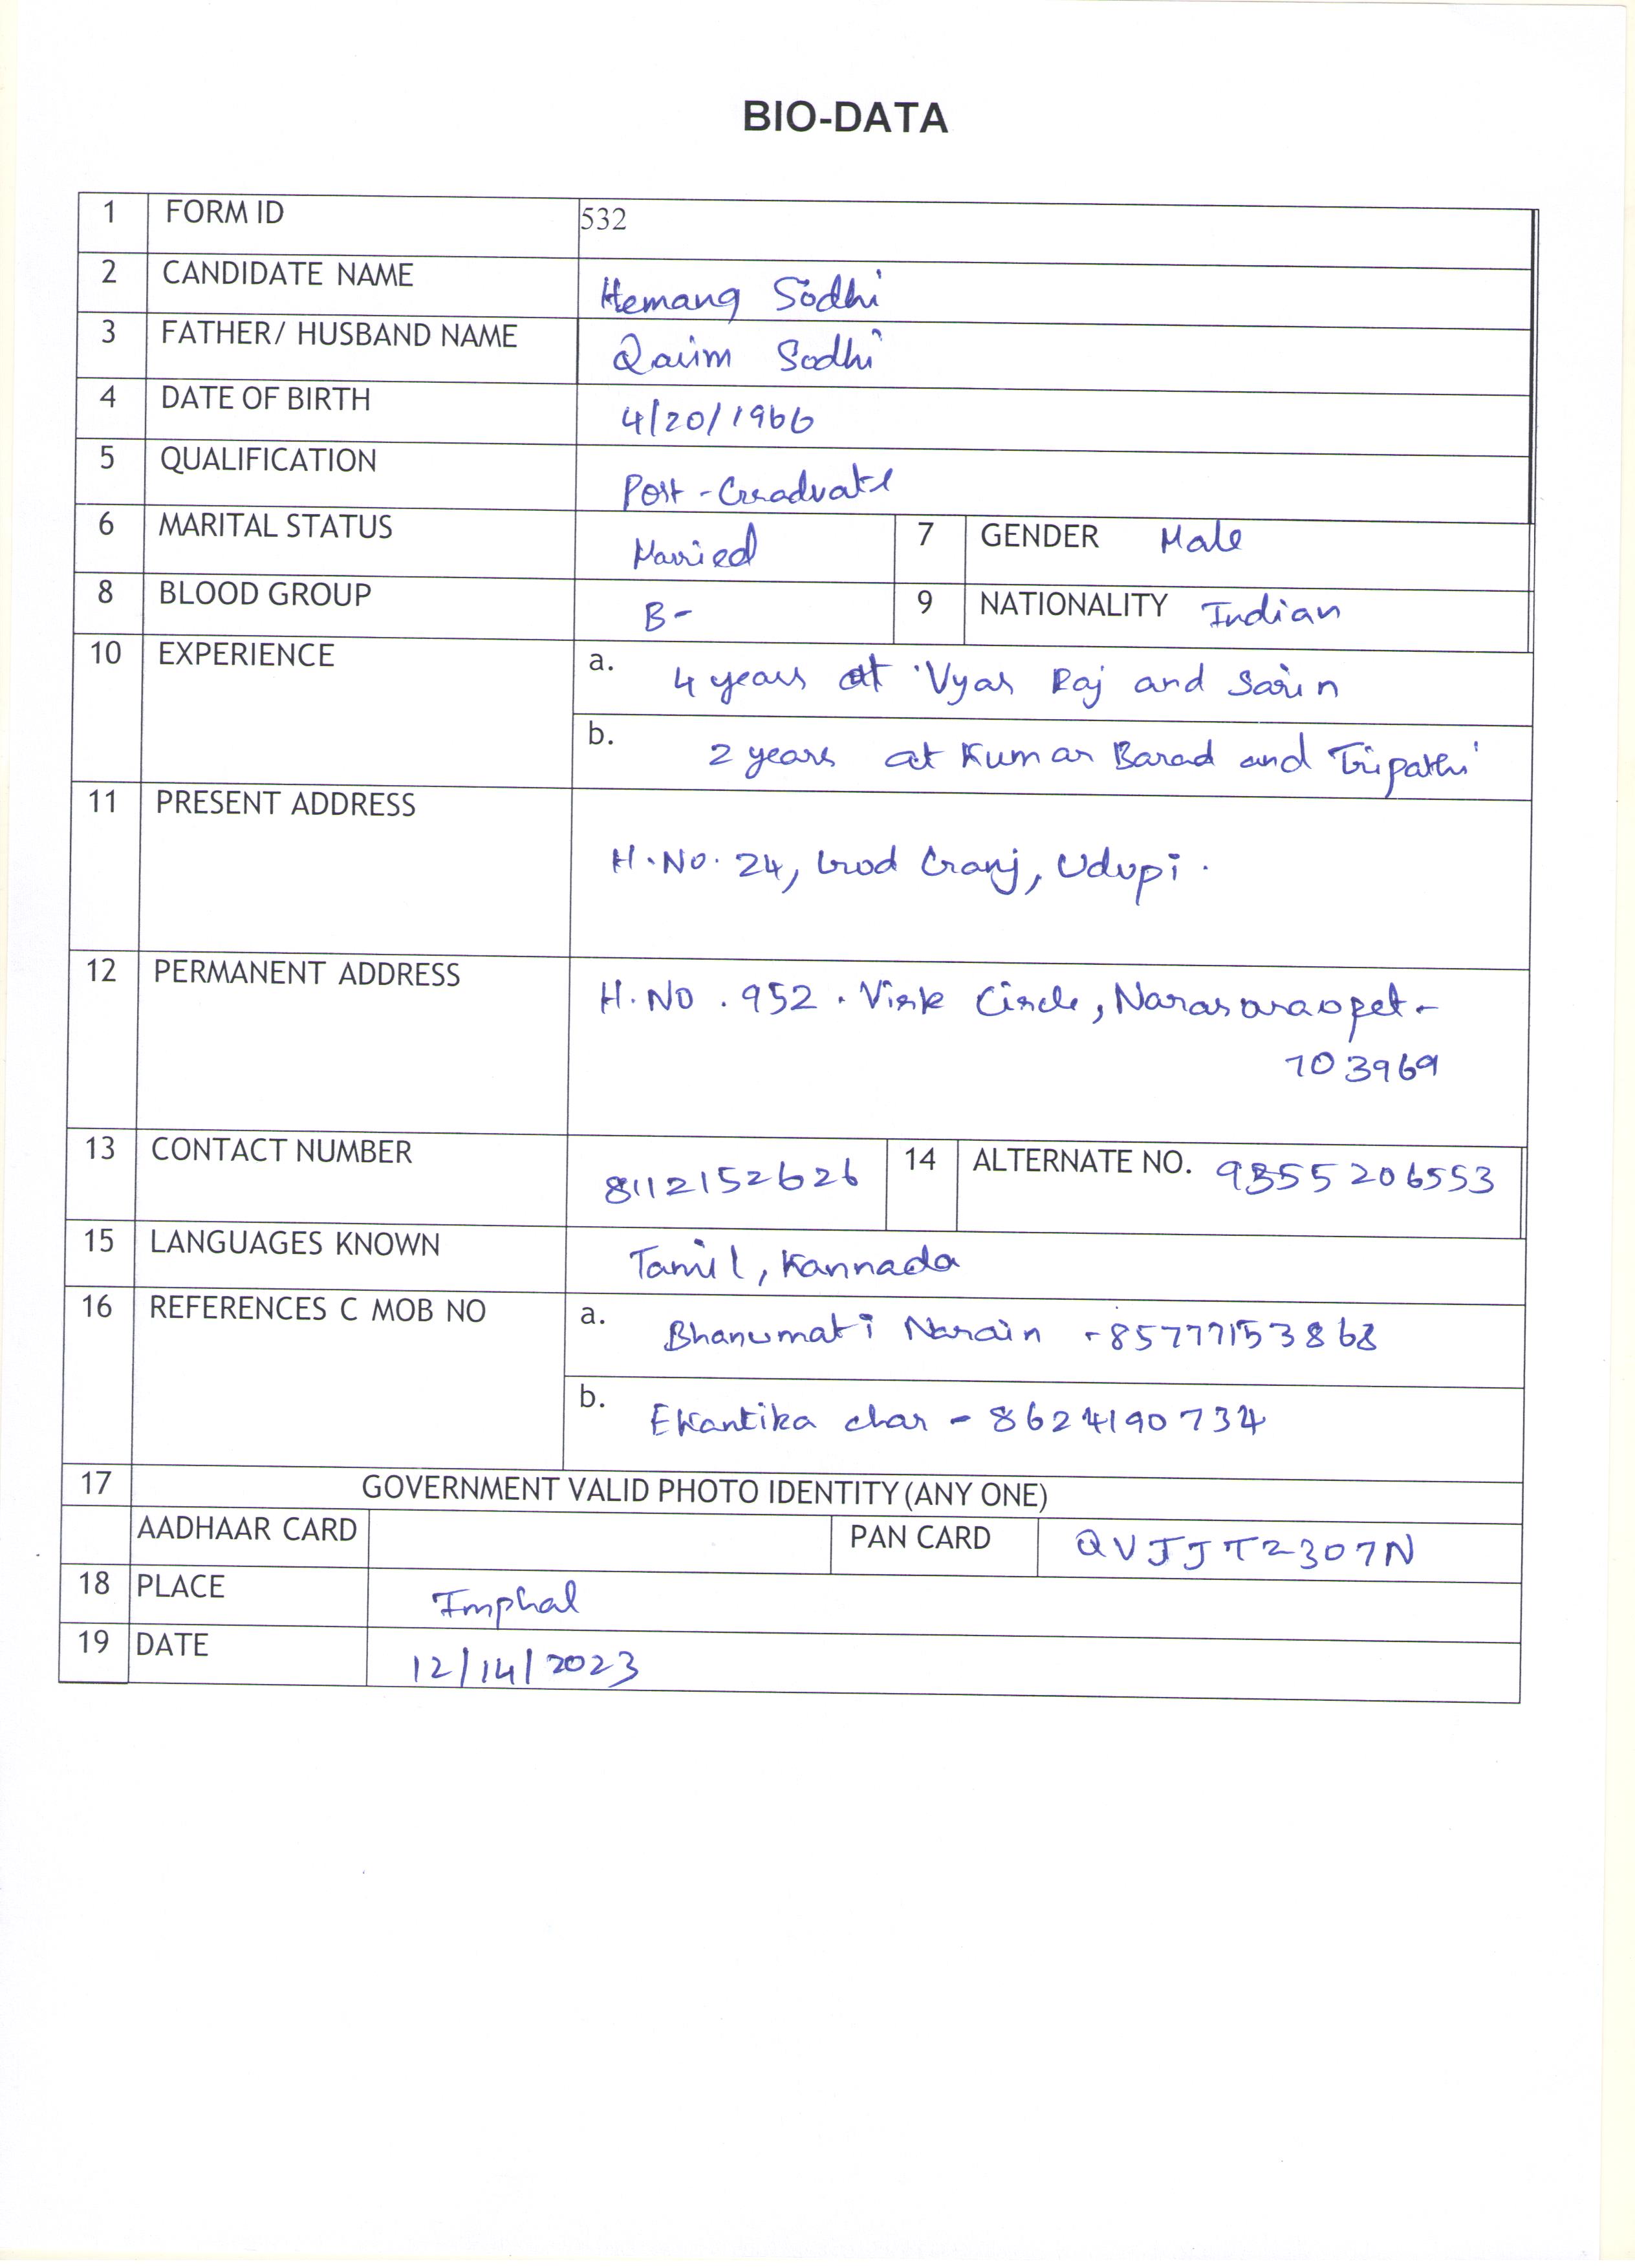 BIO-DATA
1 FORM ID 532
2 CANDIDATE NAME Hemang Sodhi
3 FATHER/ HUSBAND NAME Qarim Sodhi
4 DATE OF BIRTH 4/20/1966
5 QUALIFICATION Post-Graduate
6 MARITAL STATUS Married 7 GENDER Male
8 BLOOD GROUP B- 9 NATIONALITY Indian
10 EXPERIENCE a. 4 years at Vyas Raj and Sarin
b. 2 years at Kumar Barad and Tripathi
11 PRESENT ADDRESS
H.No. 24, Ganj, Udupi.
12 PERMANENT ADDRESS H.No. 952. Circle, Narasaraopet-
703969
13 CONTACT NUMBER 8112152626 14 ALTERNATE NO. 9355206553
15 LANGUAGES KNOWN Tamil, Kannada
16 REFERENCES C MOB NO a. Bhanumati Narain -85777153868
b. Ekantika char - 8624190734
17 GOVERNMENT VALID PHOTO IDENTITY (ANY ONE)
AADHAAR CARD PAN CARD QVJJT2307N
18 PLACE Imphal
19 DATE 12/14/2023